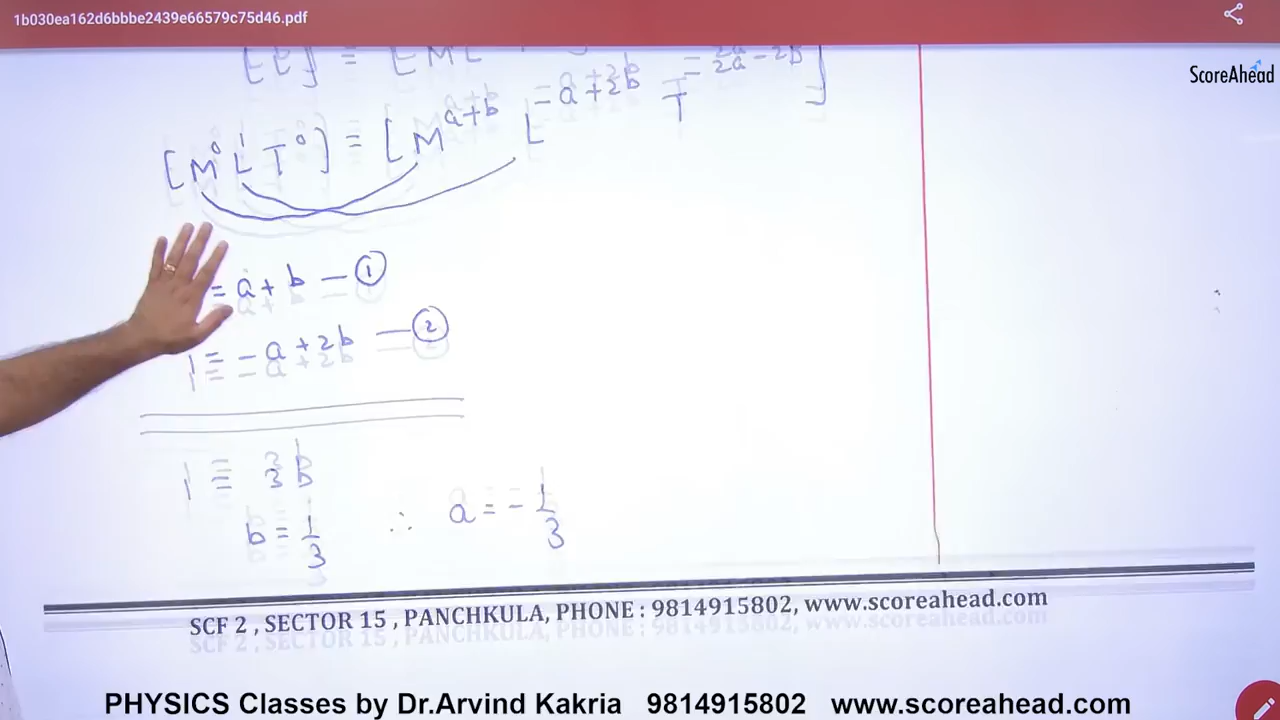 1b030ea162d6bbbe2439e66579c75d46.pdf
ScoreAhead
[M⁰ L¹ T⁰] = [M^(a+b) L^(-a+2b) T^(-2a-2b)]
= a + b — ①
1 = -a + 2b — ②
1 = 3b
b = 1/3 ∴ a = -1/3
SCF 2 , SECTOR 15 , PANCHKULA, PHONE : 9814915802, www.scoreahead.com
PHYSICS Classes by Dr.Arvind Kakria 9814915802 www.scoreahead.com